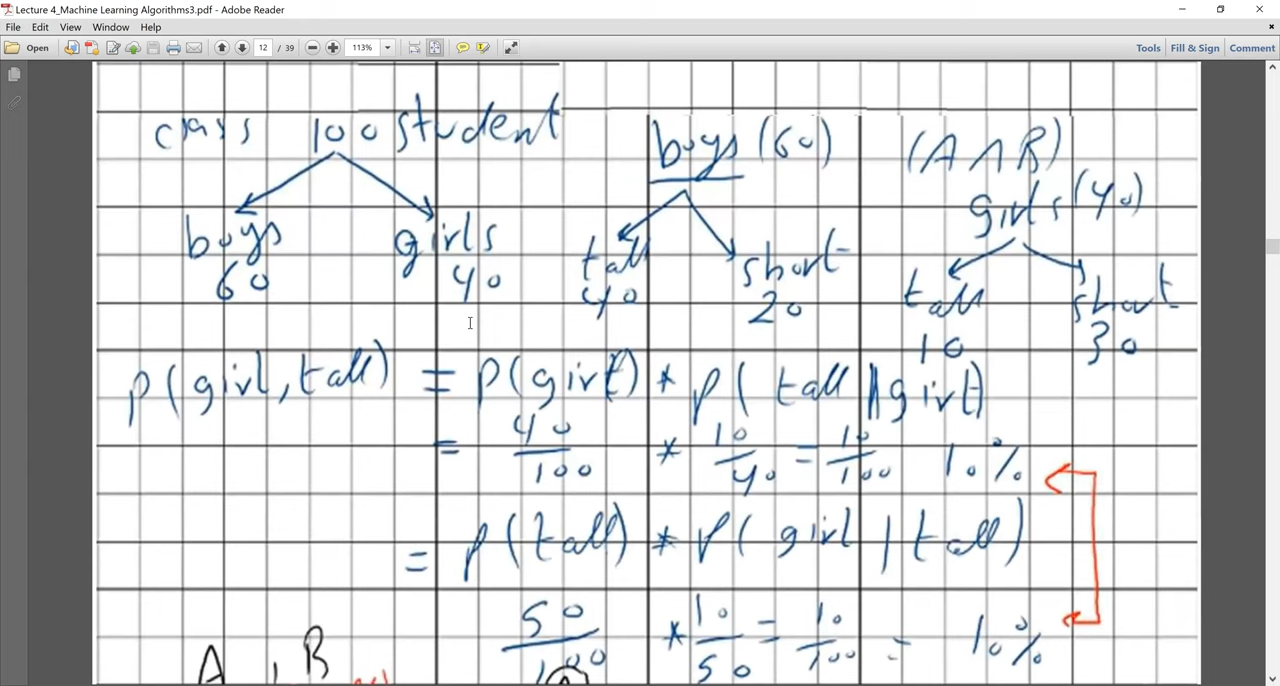 Lecture 4_Machine Learning Algorithms3.pdf - Adobe Reader
File Edit View Window Help
Open 12 / 39 113% Tools Fill & Sign Comment
class 100 student
boys 60
girls 40
boys (60)
tall 40
short 20
(A ∩ B)
girls (40)
tall 10
short 30
P(girl, tall) = P(girl) * P(tall | girl)
= 40/100 * 10/40 = 10/100 10%
= P(tall) * P(girl | tall)
50/100 * 10/50 = 10/100 = 10%
A , B